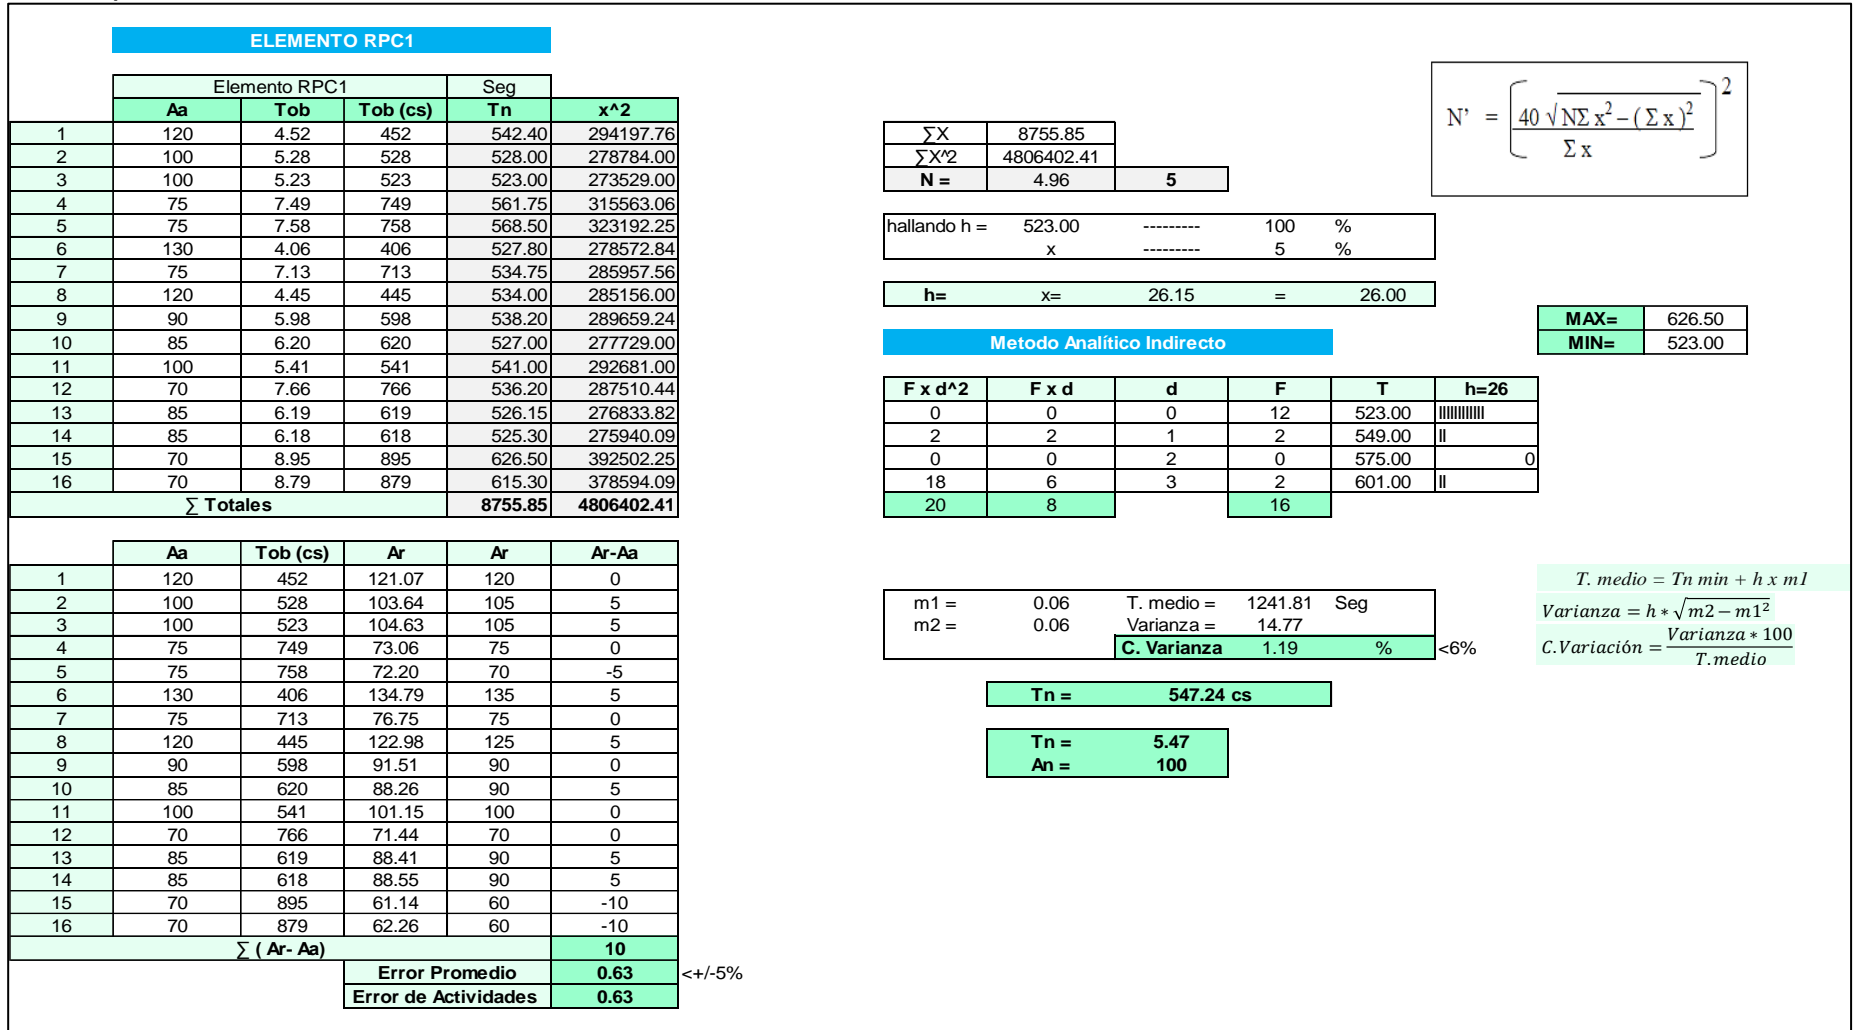 ELEMENTO RPC1
Elemento RPC1 Seg
Aa Tob Tob (cs) Tn x^2
1 120 4.52 452 542.40 294197.76
2 100 5.28 528 528.00 278784.00
3 100 5.23 523 523.00 273529.00
4 75 7.49 749 561.75 315563.06
5 75 7.58 758 568.50 323192.25
6 130 4.06 406 527.80 278572.84
7 75 7.13 713 534.75 285957.56
8 120 4.45 445 534.00 285156.00
9 90 5.98 598 538.20 289659.24
10 85 6.20 620 527.00 277729.00
11 100 5.41 541 541.00 292681.00
12 70 7.66 766 536.20 287510.44
13 85 6.19 619 526.15 276833.82
14 85 6.18 618 525.30 275940.09
15 70 8.95 895 626.50 392502.25
16 70 8.79 879 615.30 378594.09
∑ Totales 8755.85 4806402.41
Aa Tob (cs) Ar Ar Ar-Aa
1 120 452 121.07 120 0
2 100 528 103.64 105 5
3 100 523 104.63 105 5
4 75 749 73.06 75 0
5 75 758 72.20 70 -5
6 130 406 134.79 135 5
7 75 713 76.75 75 0
8 120 445 122.98 125 5
9 90 598 91.51 90 0
10 85 620 88.26 90 5
11 100 541 101.15 100 0
12 70 766 71.44 70 0
13 85 619 88.41 90 5
14 85 618 88.55 90 5
15 70 895 61.14 60 -10
16 70 879 62.26 60 -10
∑ ( Ar- Aa) 10
Error Promedio 0.63 <+/-5%
Error de Actividades 0.63
∑X 8755.85
∑X^2 4806402.41
N = 4.96 5
N' = [40 √NΣ x² – ( Σ x )² / Σ x]²
hallando h = 523.00 --------- 100 %
x --------- 5 %
h= x= 26.15 = 26.00
MAX= 626.50
MIN= 523.00
Metodo Analítico Indirecto
F x d^2 F x d d F T h=26
0 0 0 12 523.00 IIIIIIIIIIII
2 2 1 2 549.00 II
0 0 2 0 575.00 0
18 6 3 2 601.00 II
20 8 16
m1 = 0.06 T. medio = 1241.81 Seg
m2 = 0.06 Varianza = 14.77
C. Varianza 1.19 % <6%
T. medio = Tn min + h x m1
Varianza = h * √m2 − m1²
C.Variación = Varianza * 100 / T.medio
Tn = 547.24 cs
Tn = 5.47
An = 100